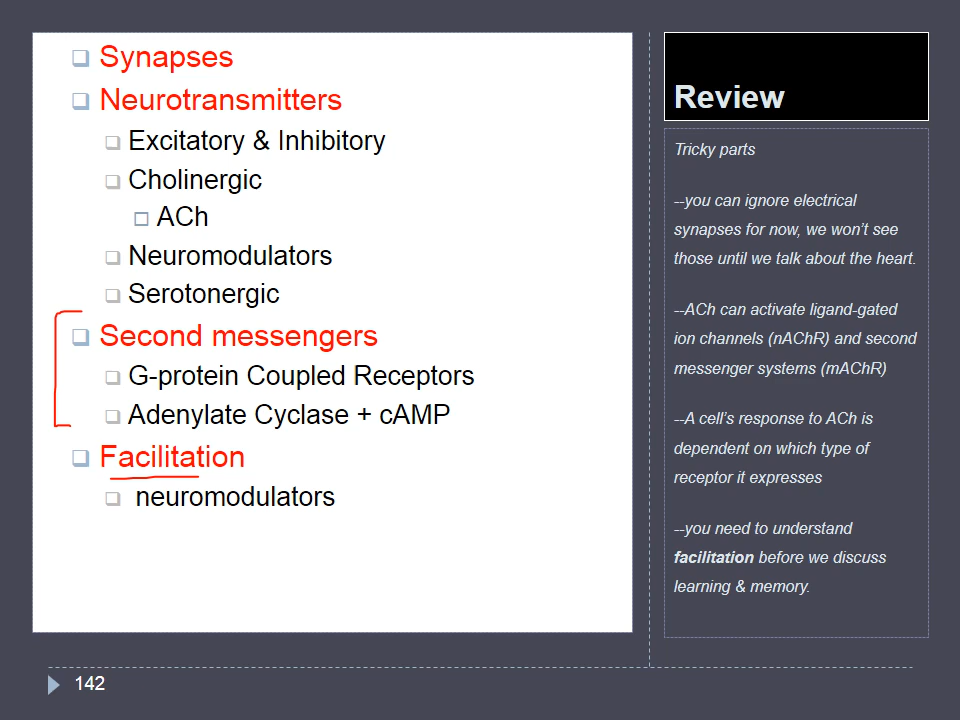 Synapses
Neurotransmitters
Excitatory & Inhibitory
Cholinergic
ACh
Neuromodulators
Serotonergic
Second messengers
G-protein Coupled Receptors
Adenylate Cyclase + cAMP
Facilitation
neuromodulators
Review
Tricky parts
--you can ignore electrical
synapses for now, we won’t see
those until we talk about the heart.
--ACh can activate ligand-gated
ion channels (nAChR) and second
messenger systems (mAChR)
--A cell’s response to ACh is
dependent on which type of
receptor it expresses
--you need to understand
facilitation before we discuss
learning & memory.
142